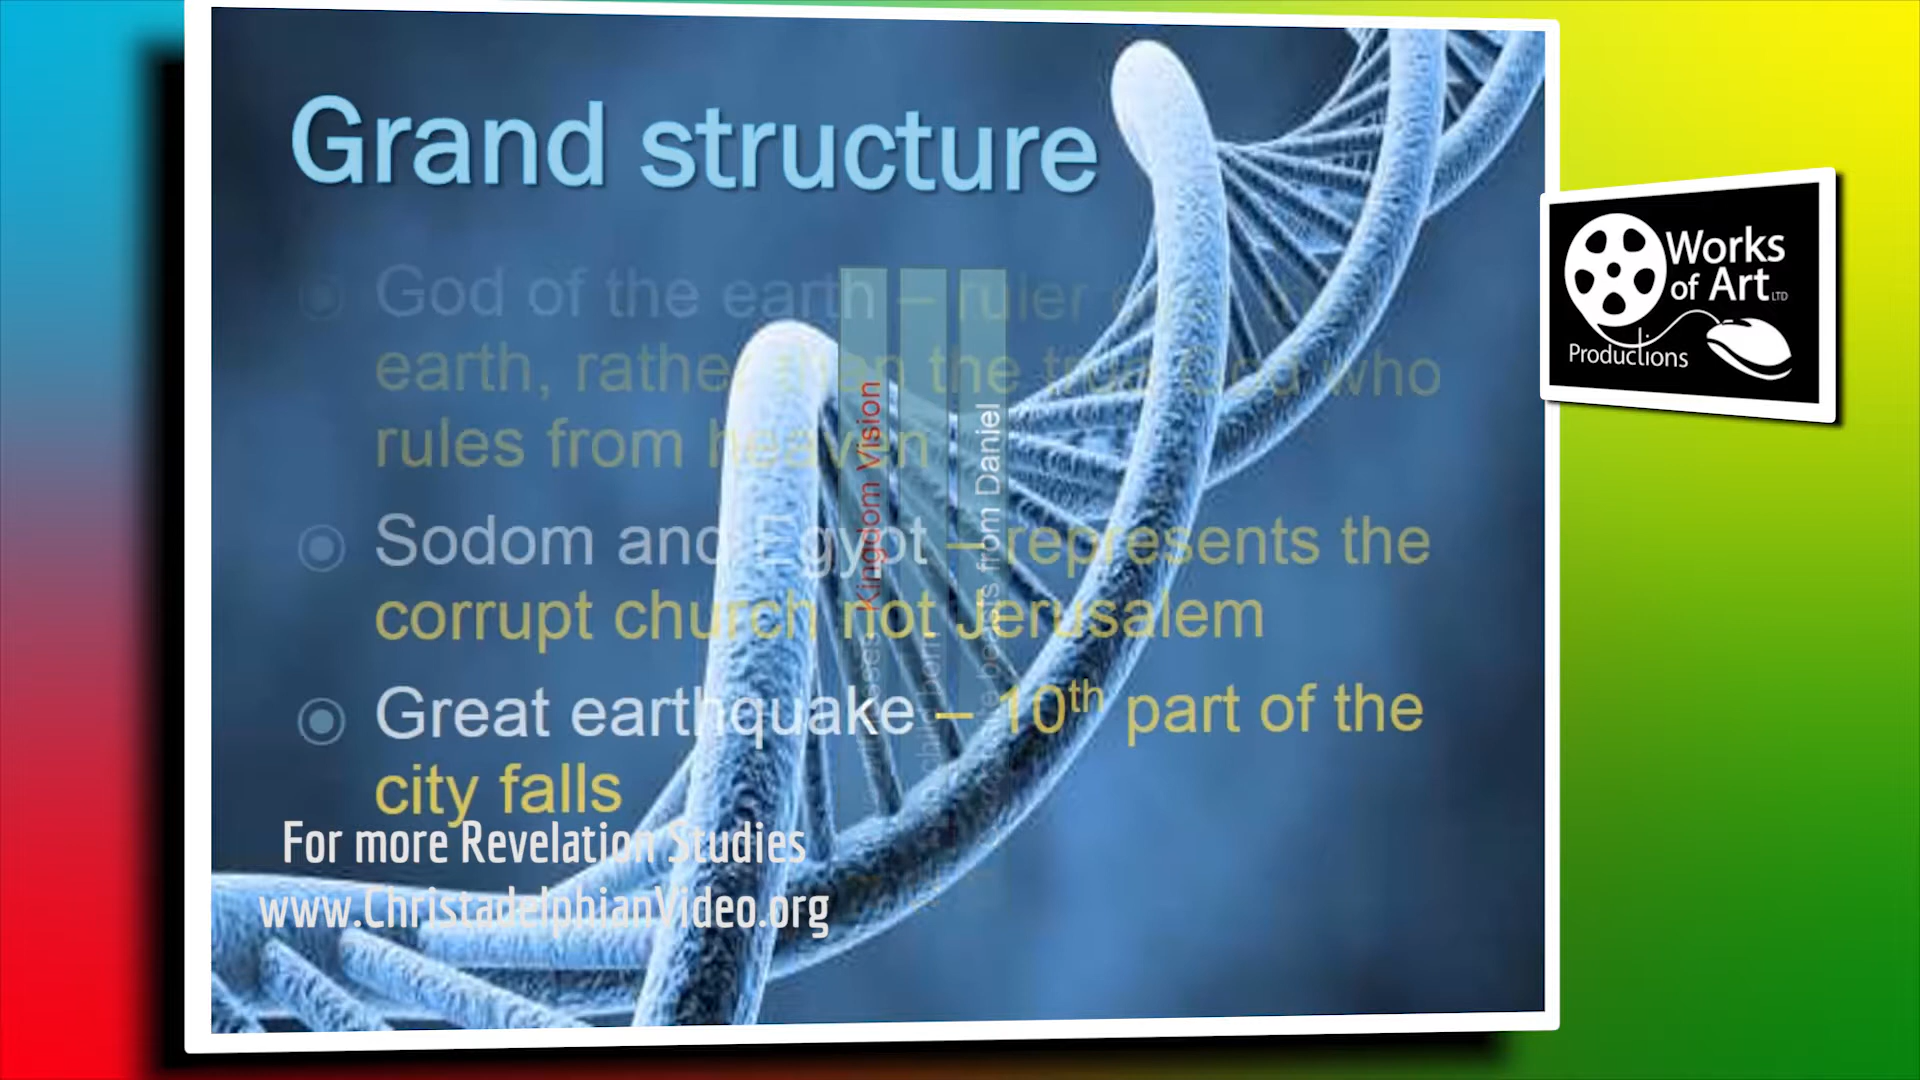 Grand structure
God of the earth – ruler
earth, rather than the true God who
rules from heaven
Sodom and Egypt – represents the
corrupt church not Jerusalem
Great earthquake – 10th part of the
city falls
Kingdom Vision
beasts from Daniel
For more Revelation Studies
www.ChristadelphianVideo.org
Works
of Art LTD
Productions